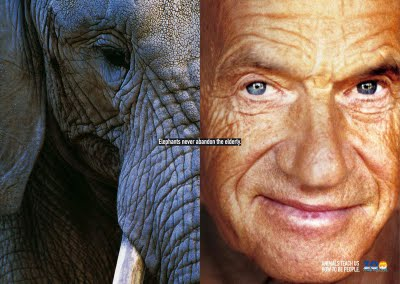 Elephants never abandon the elderly.
ANIMALS TEACH US
HOW TO BE PEOPLE.